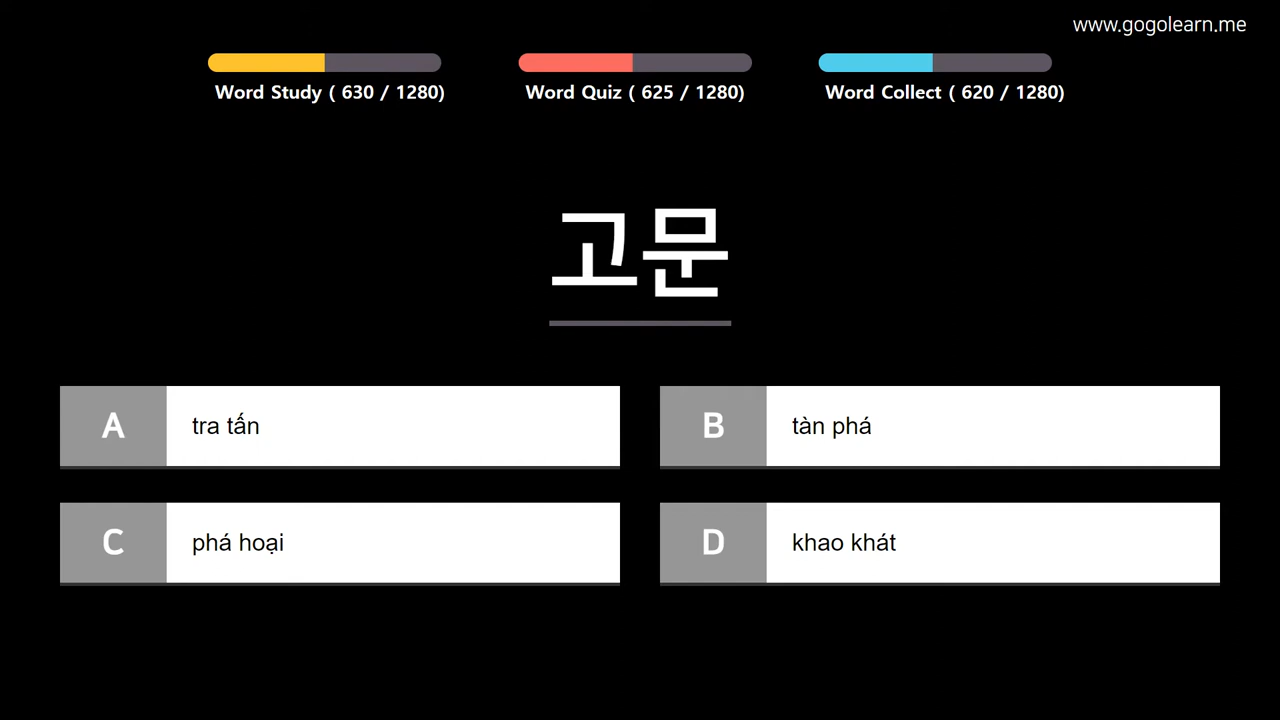 www.gogolearn.me
Word Study ( 630 / 1280)
Word Quiz ( 625 / 1280)
Word Collect ( 620 / 1280)
고문
A tra tấn
B tàn phá
C phá hoại
D khao khát